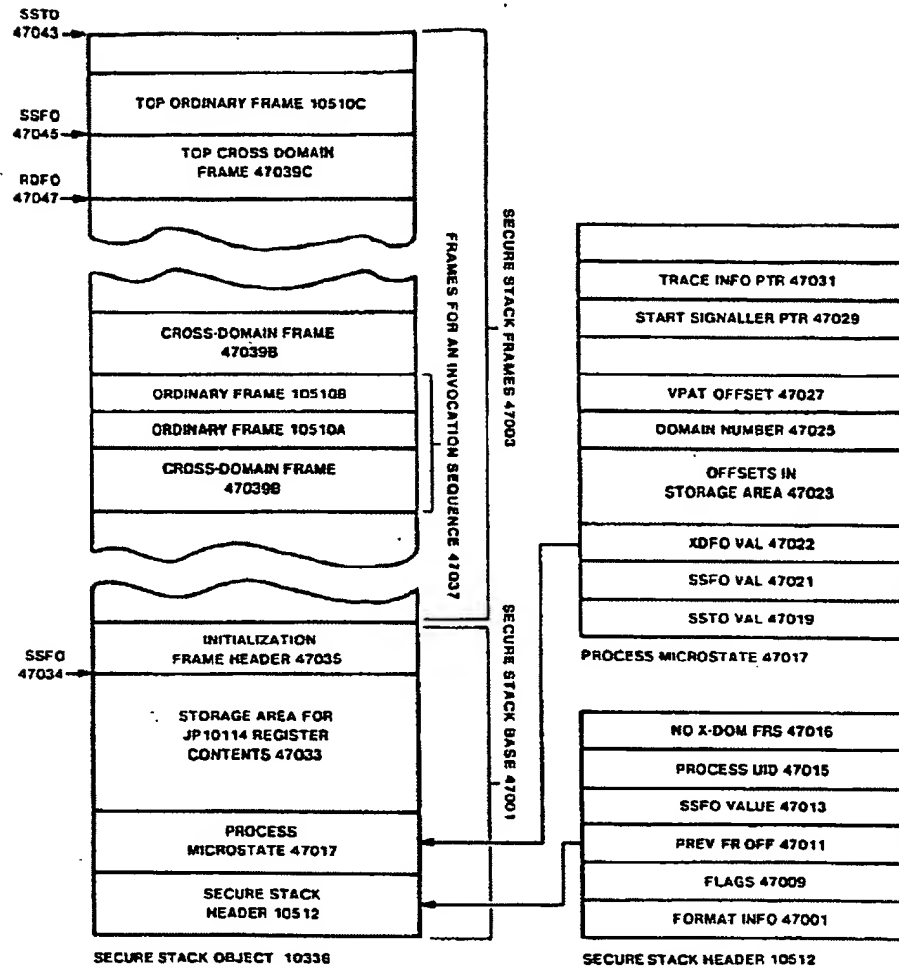 SSTO
47043
TOP ORDINARY FRAME 10510C
SSFO
47045
TOP CROSS DOMAIN
FRAME 47039C
RDFO
47047
CROSS-DOMAIN FRAME
47039B
ORDINARY FRAME 10510B
ORDINARY FRAME 10510A
CROSS-DOMAIN FRAME
47039B
FRAMES FOR AN INVOCATION SEQUENCE 47037
SECURE STACK FRAMES 47003
INITIALIZATION
FRAME HEADER 47035
SSFO
47034
STORAGE AREA FOR
JP10114 REGISTER
CONTENTS 47033
PROCESS
MICROSTATE 47017
SECURE STACK
HEADER 10512
SECURE STACK BASE 47001
SECURE STACK OBJECT 10336
TRACE INFO PTR 47031
START SIGNALLER PTR 47029
VPAT OFFSET 47027
DOMAIN NUMBER 47025
OFFSETS IN
STORAGE AREA 47023
XDFO VAL 47022
SSFO VAL 47021
SSTO VAL 47019
PROCESS MICROSTATE 47017
NO X-DOM FRS 47016
PROCESS UID 47015
SSFO VALUE 47013
PREV FR OFF 47011
FLAGS 47009
FORMAT INFO 47001
SECURE STACK HEADER 10512